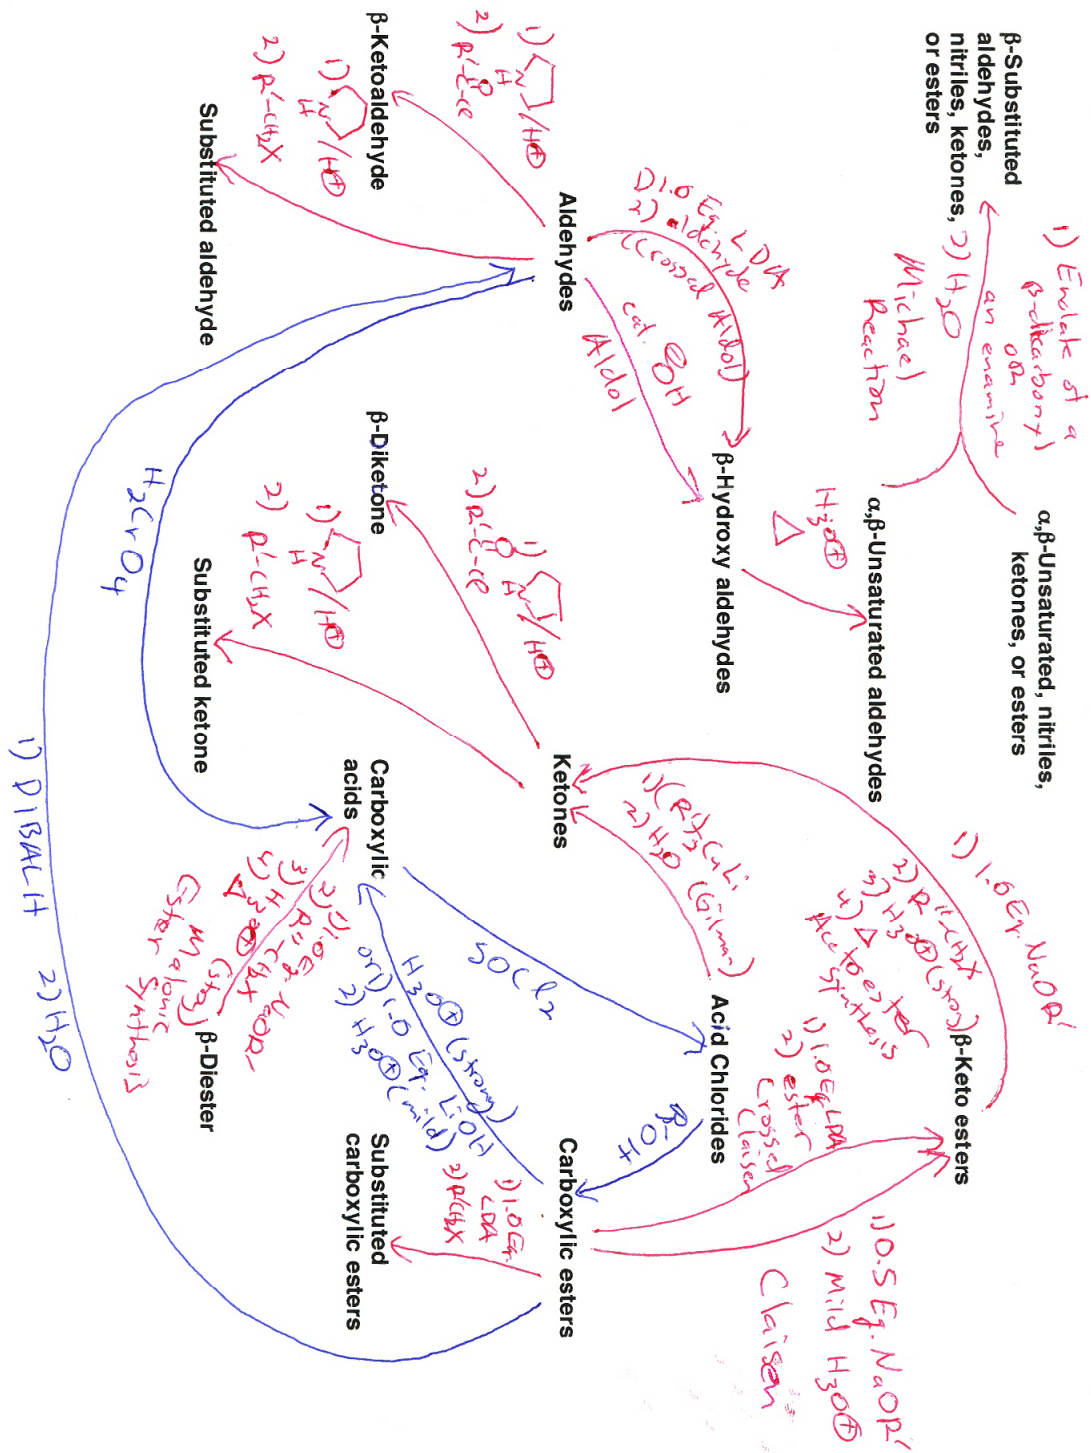 1) Enolate of a
β-dicarbonyl
OR
an enamine
2) H₂O
Michael
Reaction
β-Substituted
aldehydes,
nitriles, ketones,
or esters
α,β-Unsaturated, nitriles,
ketones, or esters
α,β-Unsaturated aldehydes
H₃O⊕
△
β-Hydroxy aldehydes
1) 1.0 Eq. LDA
2) aldehyde
(Crossed Aldol)
cat. ⊖OH
Aldol
Aldehydes
1) N H /H⊕
2) R'-C-Cl
O
β-Ketoaldehyde
1) N H /H⊕
2) R'-CH₂X
Substituted aldehyde
1) N H /H⊕
2) R'-C-Cl
O
β-Diketone
1) N H /H⊕
2) R'-CH₂X
Substituted ketone
Ketones
1) (R')₂CuLi
2) H₂O (Gilman)
1) 1.0 Eq. NaOR'
2) R"-CH₂X
3) H₃O⊕ (strong)
4) △
Acetoester
Synthesis
β-Keto esters
Acid Chlorides
SOCl₂
R'-OH
1) 1.0 Eq LDA
2) ester
Crossed
Claisen
1) 0.5 Eq. NaOR'
2) Mild H₃O⊕
Claisen
Carboxylic esters
1) 1.0 Eq.
LDA
2) R'CH₂X
Substituted
carboxylic esters
Carboxylic
acids
H₃O⊕ (strong)
or 1) 1.0 Eq. LiOH
2) H₃O⊕ (mild)
1) 1.0 Eq NaOR'
2) R"-CH₂X
3) H₃O⊕ (stg)
4) △
Malonic
Ester Synthesis
β-Diester
H₂CrO₄
1) DIBALH 2) H₂O